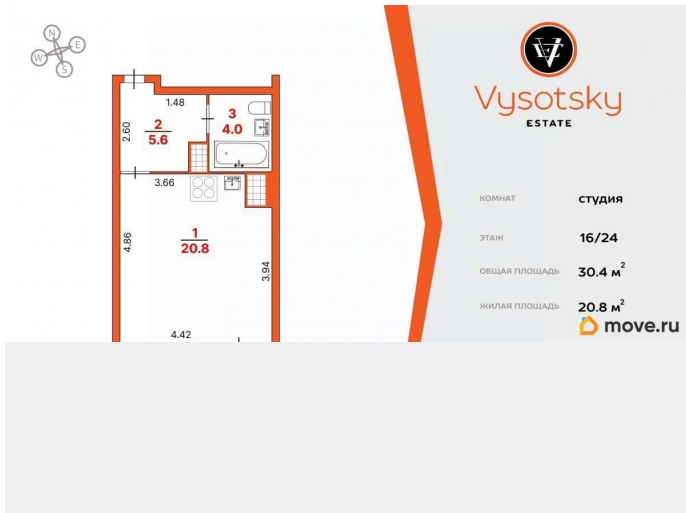 N
E
W
S
1.48
2.60
2
5.6
3
4.0
3.66
1
20.8
4.86
3.94
4.42
VE
Vysotsky
ESTATE
КОМНАТ студия
ЭТАЖ 16/24
ОБЩАЯ ПЛОЩАДЬ 30.4 м²
ЖИЛАЯ ПЛОЩАДЬ 20.8 м²
move.ru